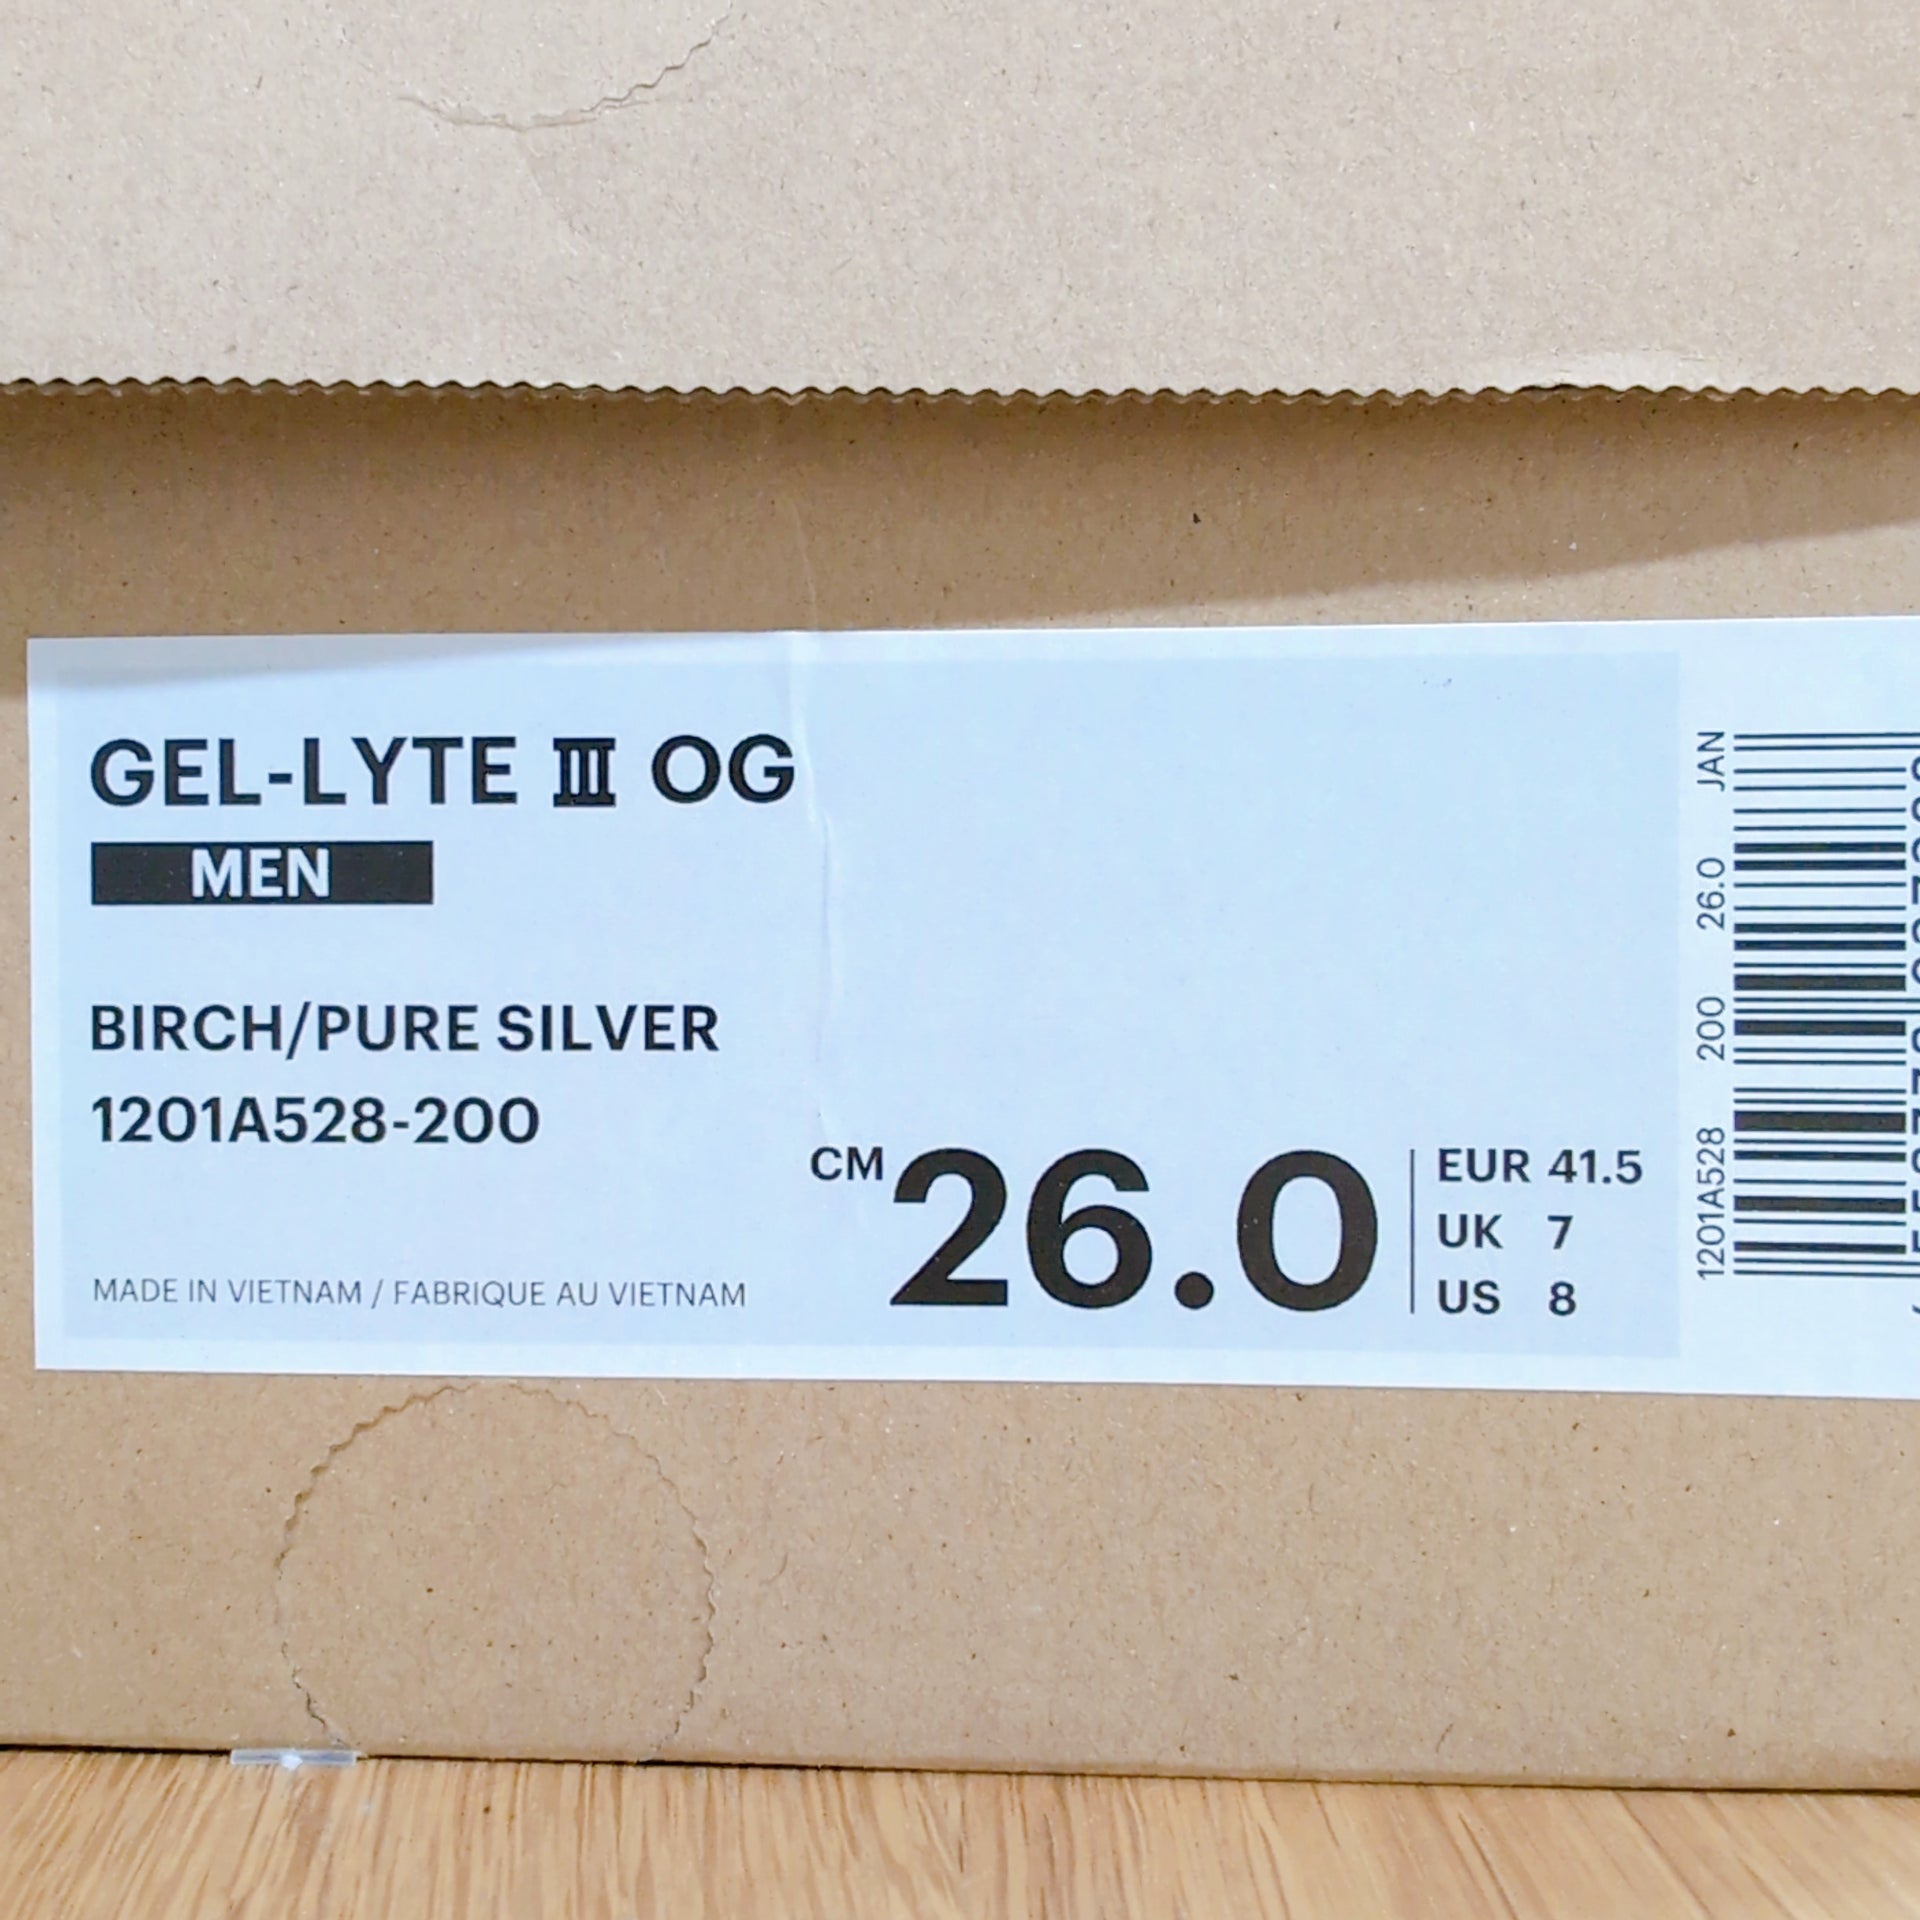 GEL-LYTE Ⅲ OG
MEN
BIRCH/PURE SILVER
1201A528-200
MADE IN VIETNAM / FABRIQUE AU VIETNAM
CM 26.0
EUR 41.5
UK 7
US 8
1201A528 200 26.0 JAN